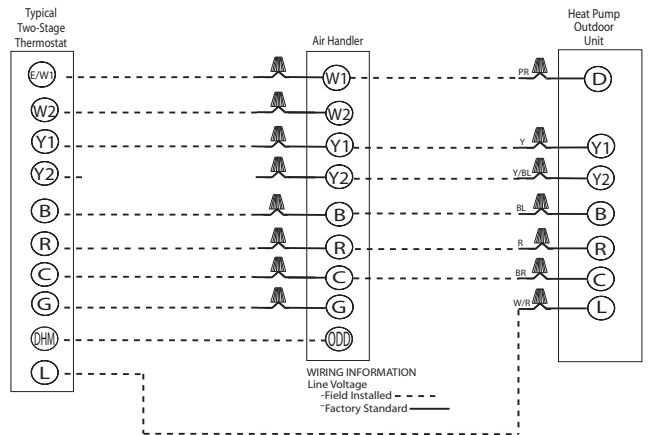 Typical
Two-Stage
Thermostat
Air Handler
Heat Pump
Outdoor
Unit
E/W1
W1
PR
D
W2
W2
Y1
Y1
Y
Y1
Y2
Y2
Y/BL
Y2
B
B
BL
B
R
R
R
R
C
C
BR
C
G
G
W/R
L
DHM
ODD
L
WIRING INFORMATION
Line Voltage
-Field Installed
-Factory Standard